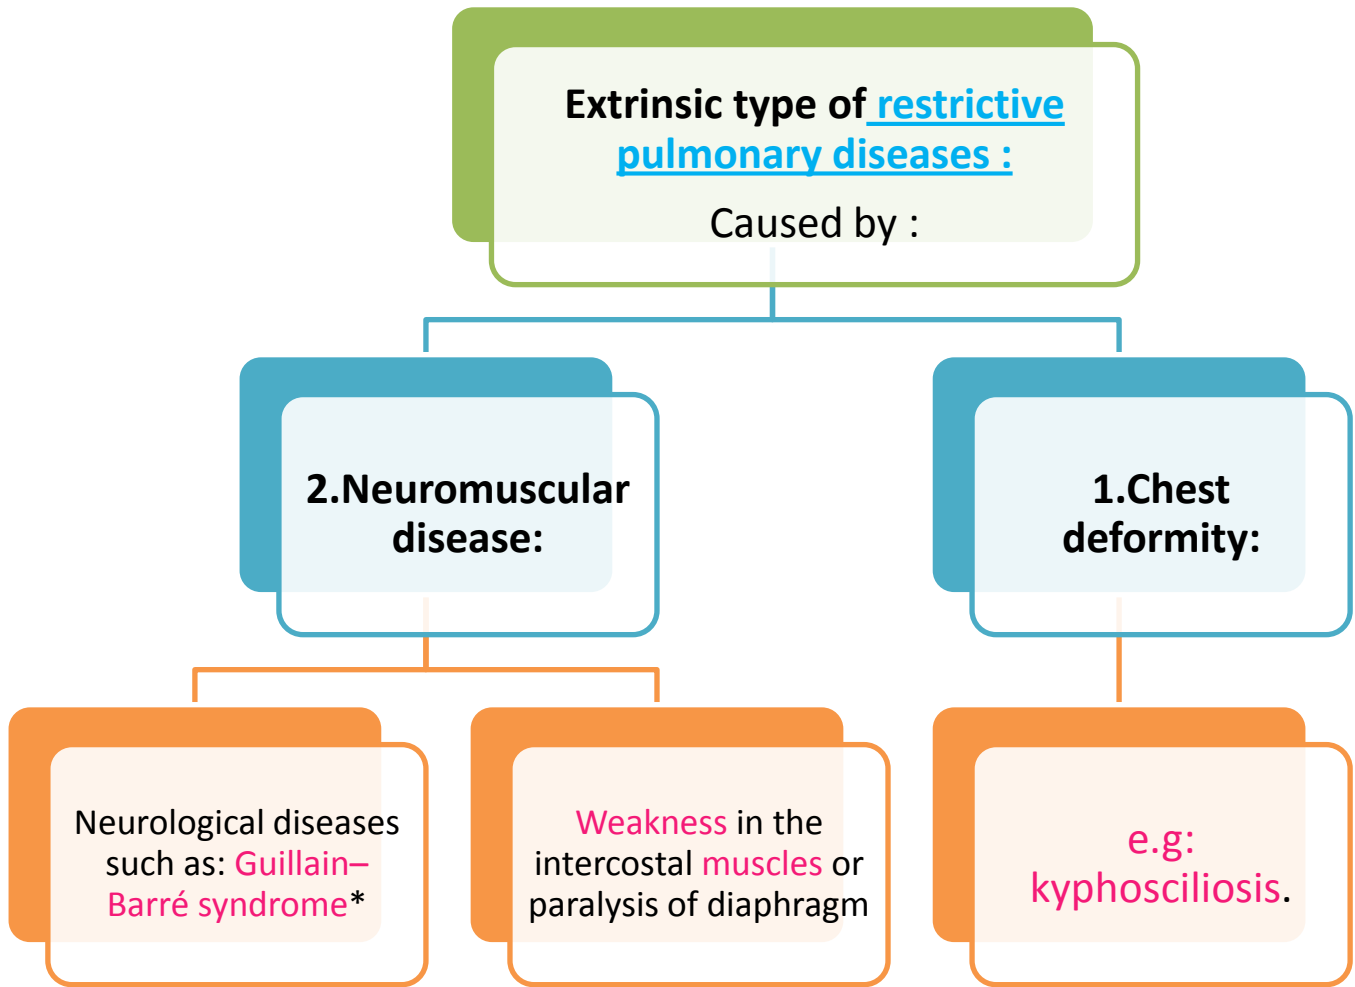 Extrinsic type of restrictive
pulmonary diseases :
Caused by :
2.Neuromuscular
disease:
1.Chest
deformity:
Neurological diseases
such as: Guillain–
Barré syndrome*
Weakness in the
intercostal muscles or
paralysis of diaphragm
e.g:
kyphosciliosis.